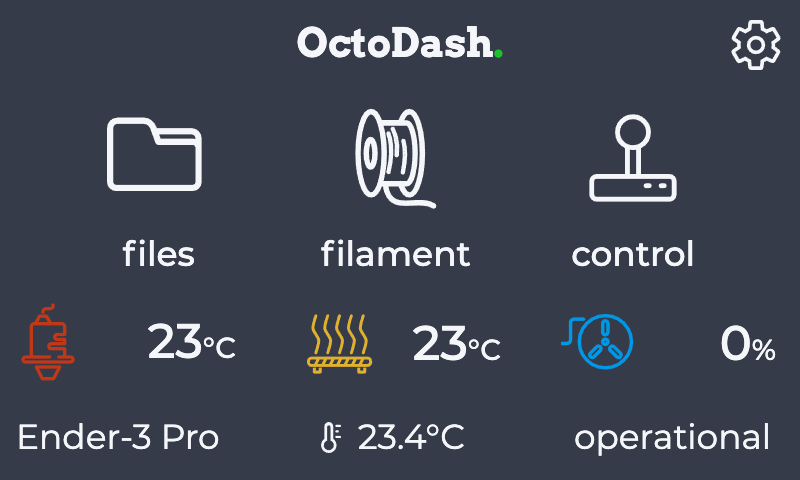 OctoDash.
files filament control
23°C 23°C 0%
Ender-3 Pro 23.4°C operational